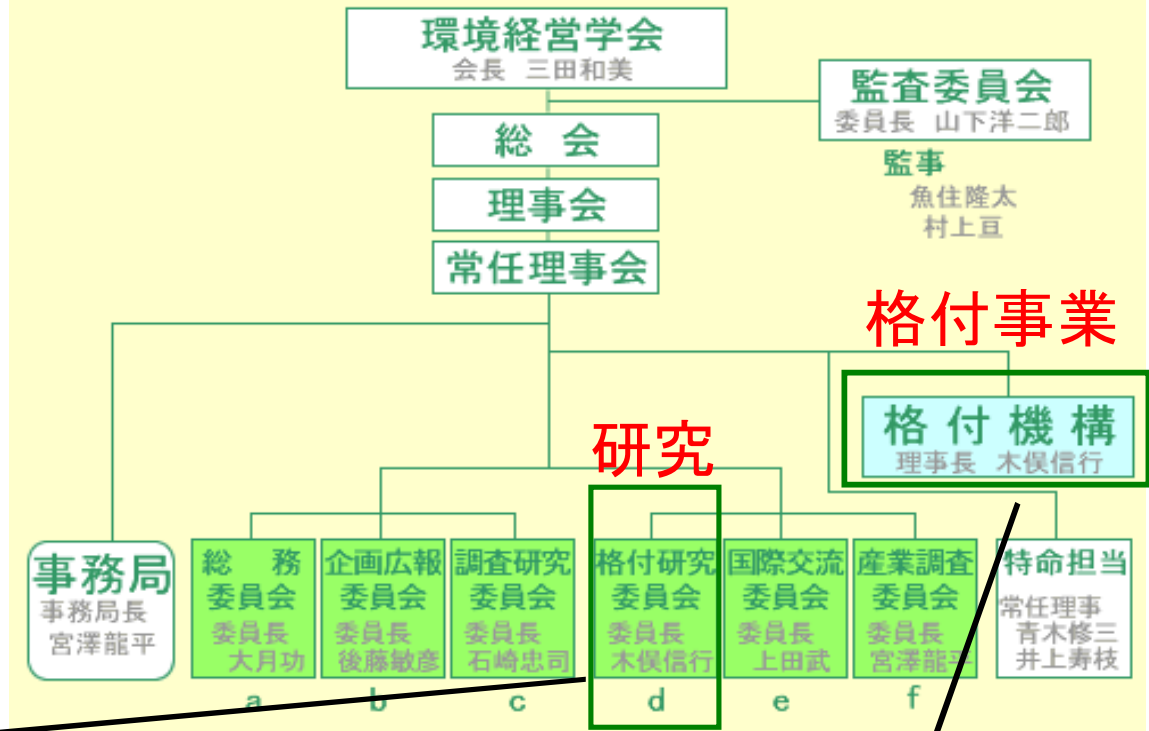 環境経営学会
会長 三田和美
監査委員会
委員長 山下洋二郎
監事
魚住隆太
村上亘
総 会
理事会
常任理事会
格付事業
格付機構
理事長 木俣信行
研究
事務局
事務局長
宮澤龍平
総 務
委員会
委員長
大月功
a
企画広報
委員会
委員長
後藤敏彦
b
調査研究
委員会
委員長
石崎忠司
c
格付研究
委員会
委員長
木俣信行
d
国際交流
委員会
委員長
上田武
e
産業調査
委員会
委員長
宮澤龍平
f
特命担当
常任理事
青木修三
井上寿枝